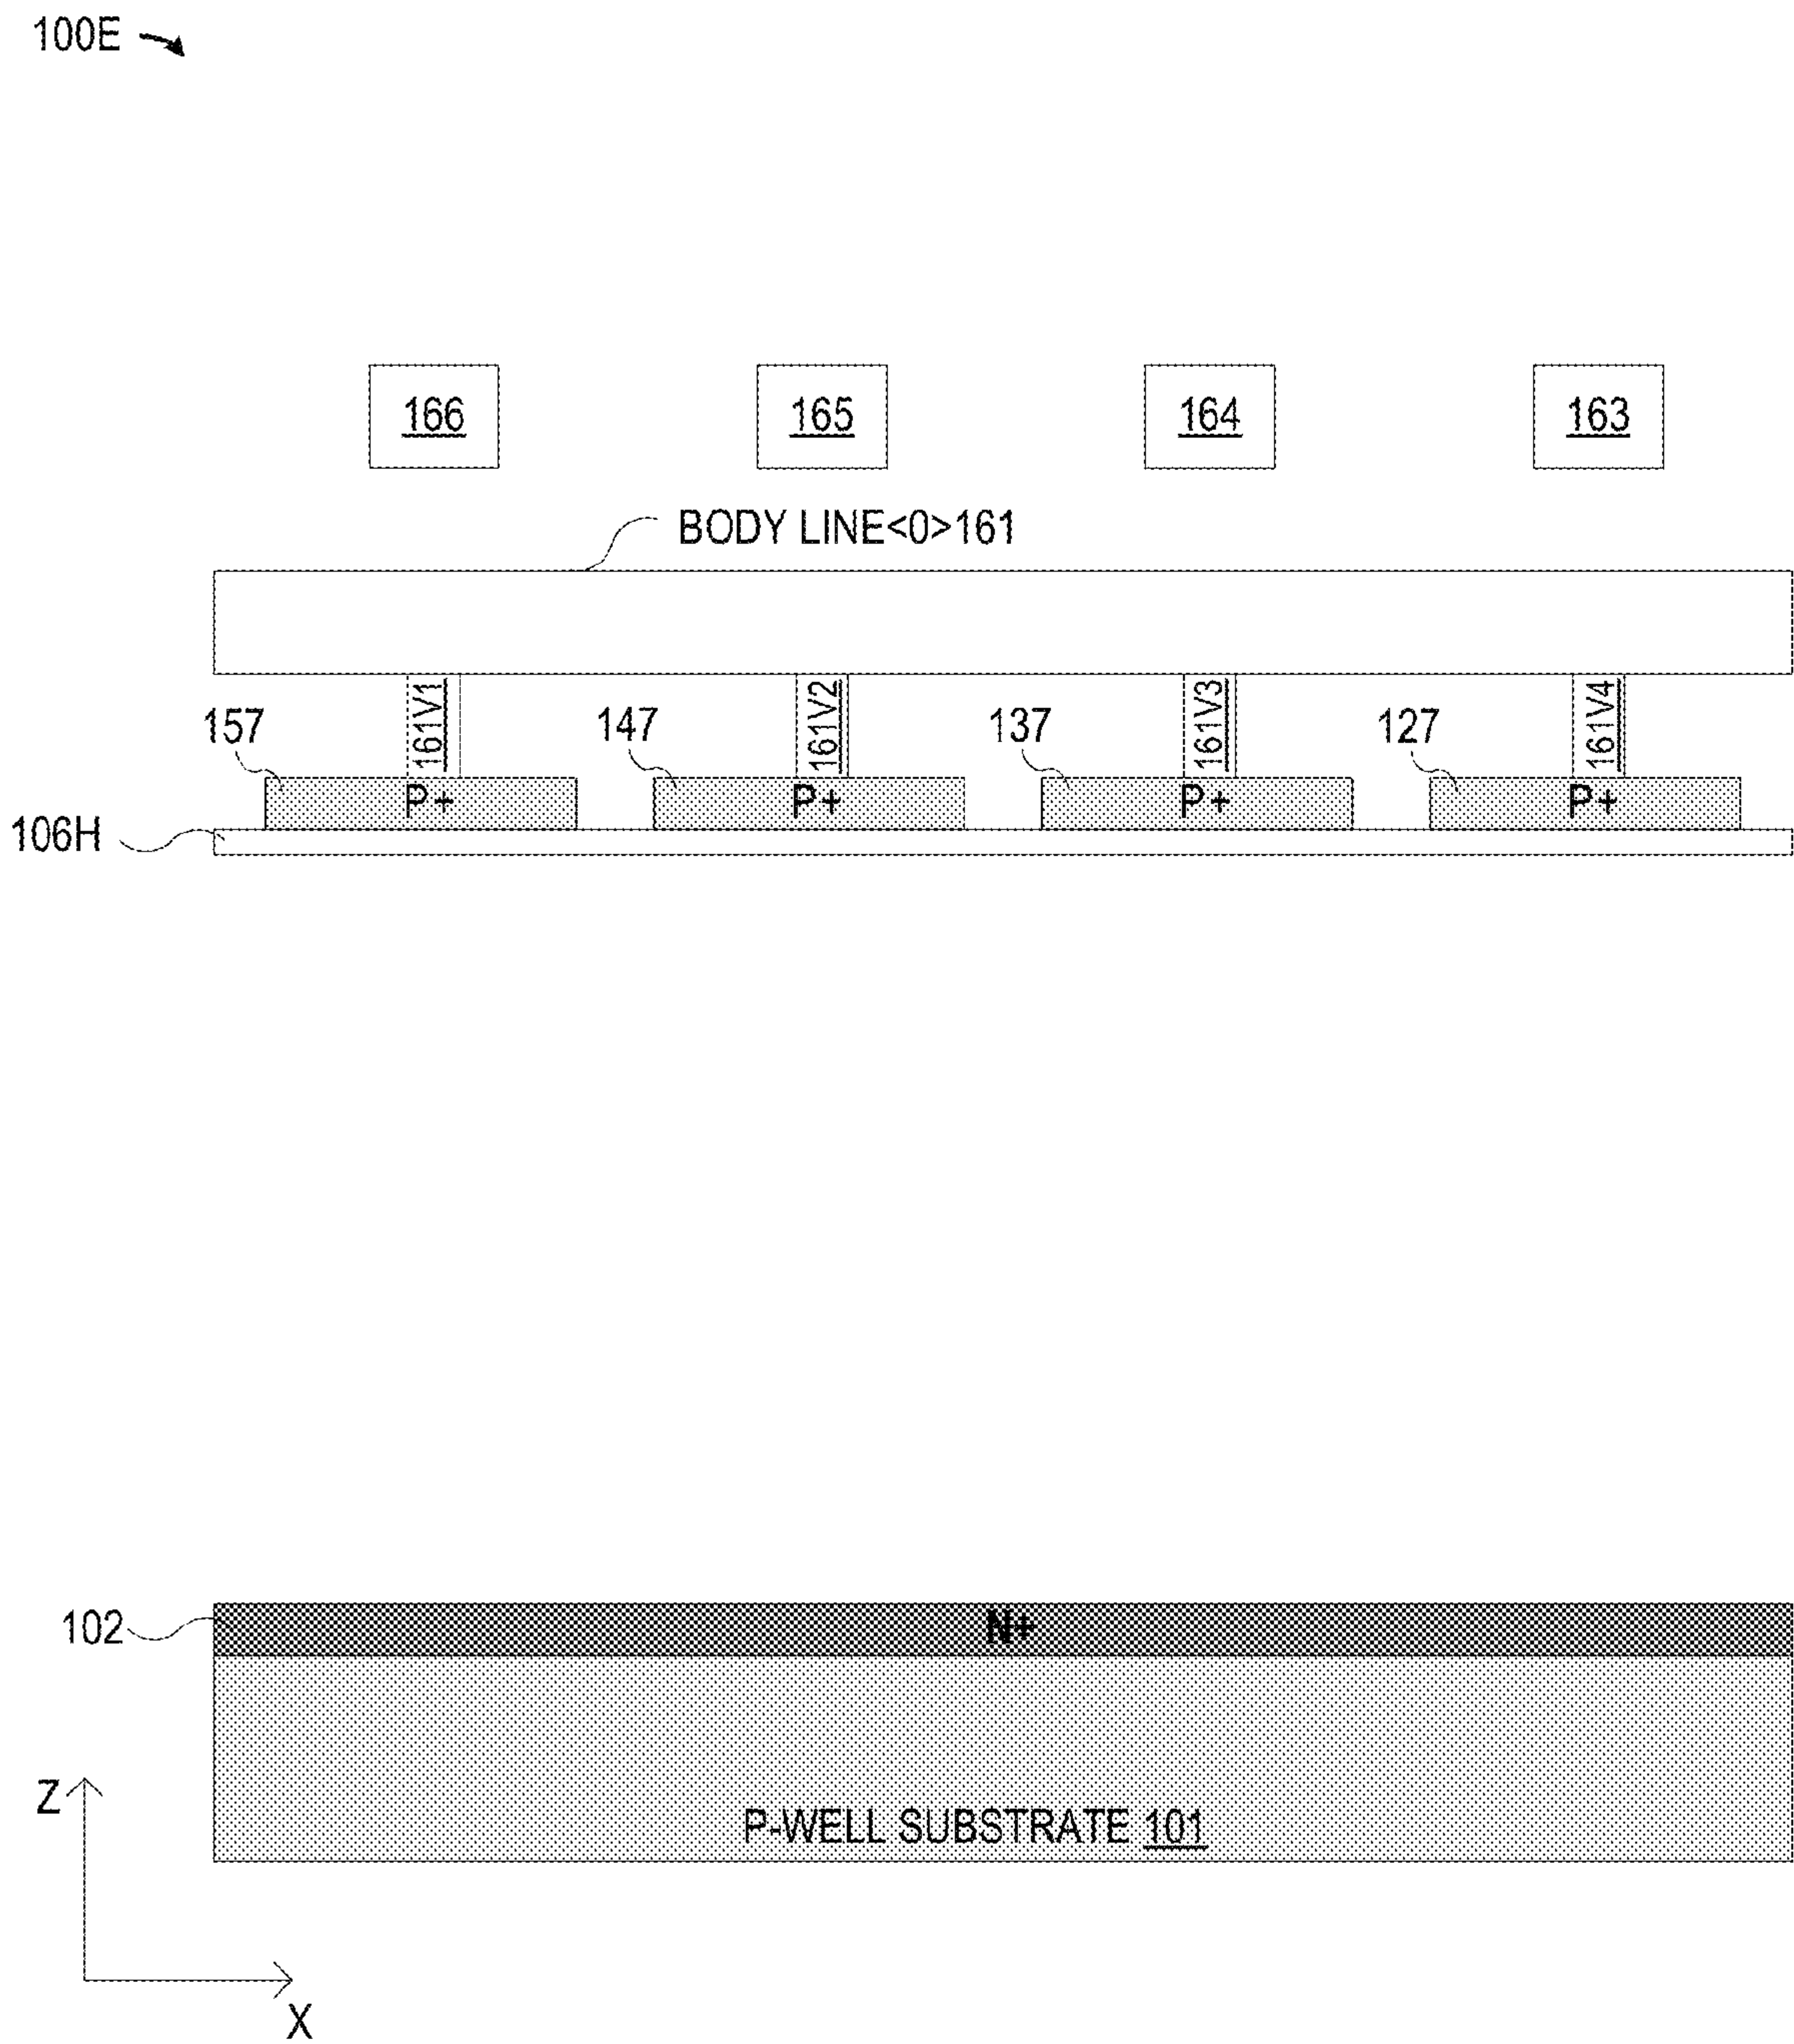 100E
166 165 164 163
BODY LINE<0>161
161V1 161V2 161V3 161V4
157 147 137 127
P+ P+ P+ P+
106H
102 N+
Z
P-WELL SUBSTRATE 101
X